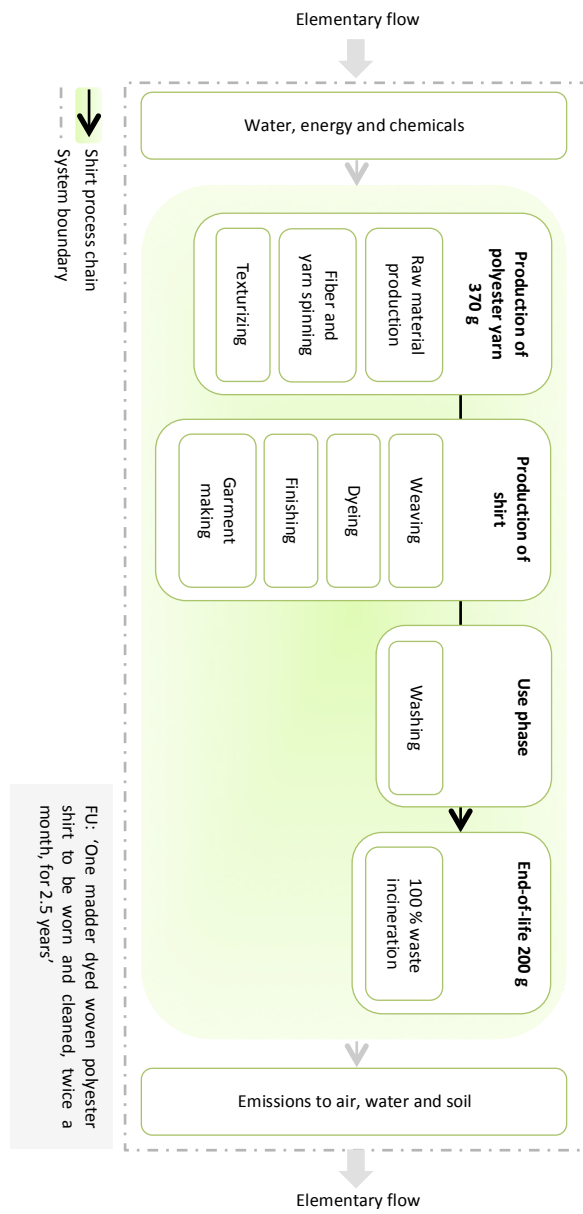 Elementary flow
Water, energy and chemicals
Production of
polyester yarn
370 g
Raw material
production
Fiber and
yarn spinning
Texturizing
Production of
shirt
Weaving
Dyeing
Finishing
Garment
making
Use phase
Washing
End-of-life 200 g
100 % waste
incineration
Emissions to air, water and soil
Elementary flow
Shirt process chain
System boundary
FU: ‘One madder dyed woven polyester
shirt to be worn and cleaned, twice a
month, for 2.5 years’